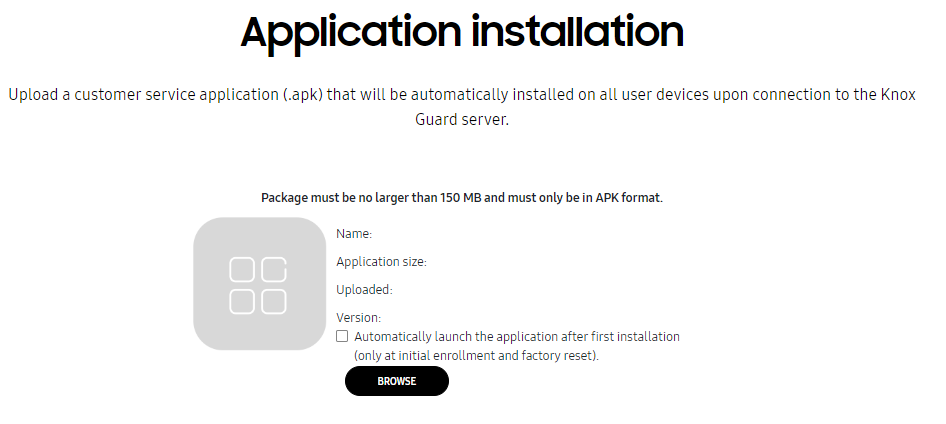 Application installation
Upload a customer service application (.apk) that will be automatically installed on all user devices upon connection to the Knox
Guard server.
Package must be no larger than 150 MB and must only be in APK format.
Name:
Application size:
Uploaded:
Version:
Automatically launch the application after first installation
(only at initial enrollment and factory reset).
BROWSE